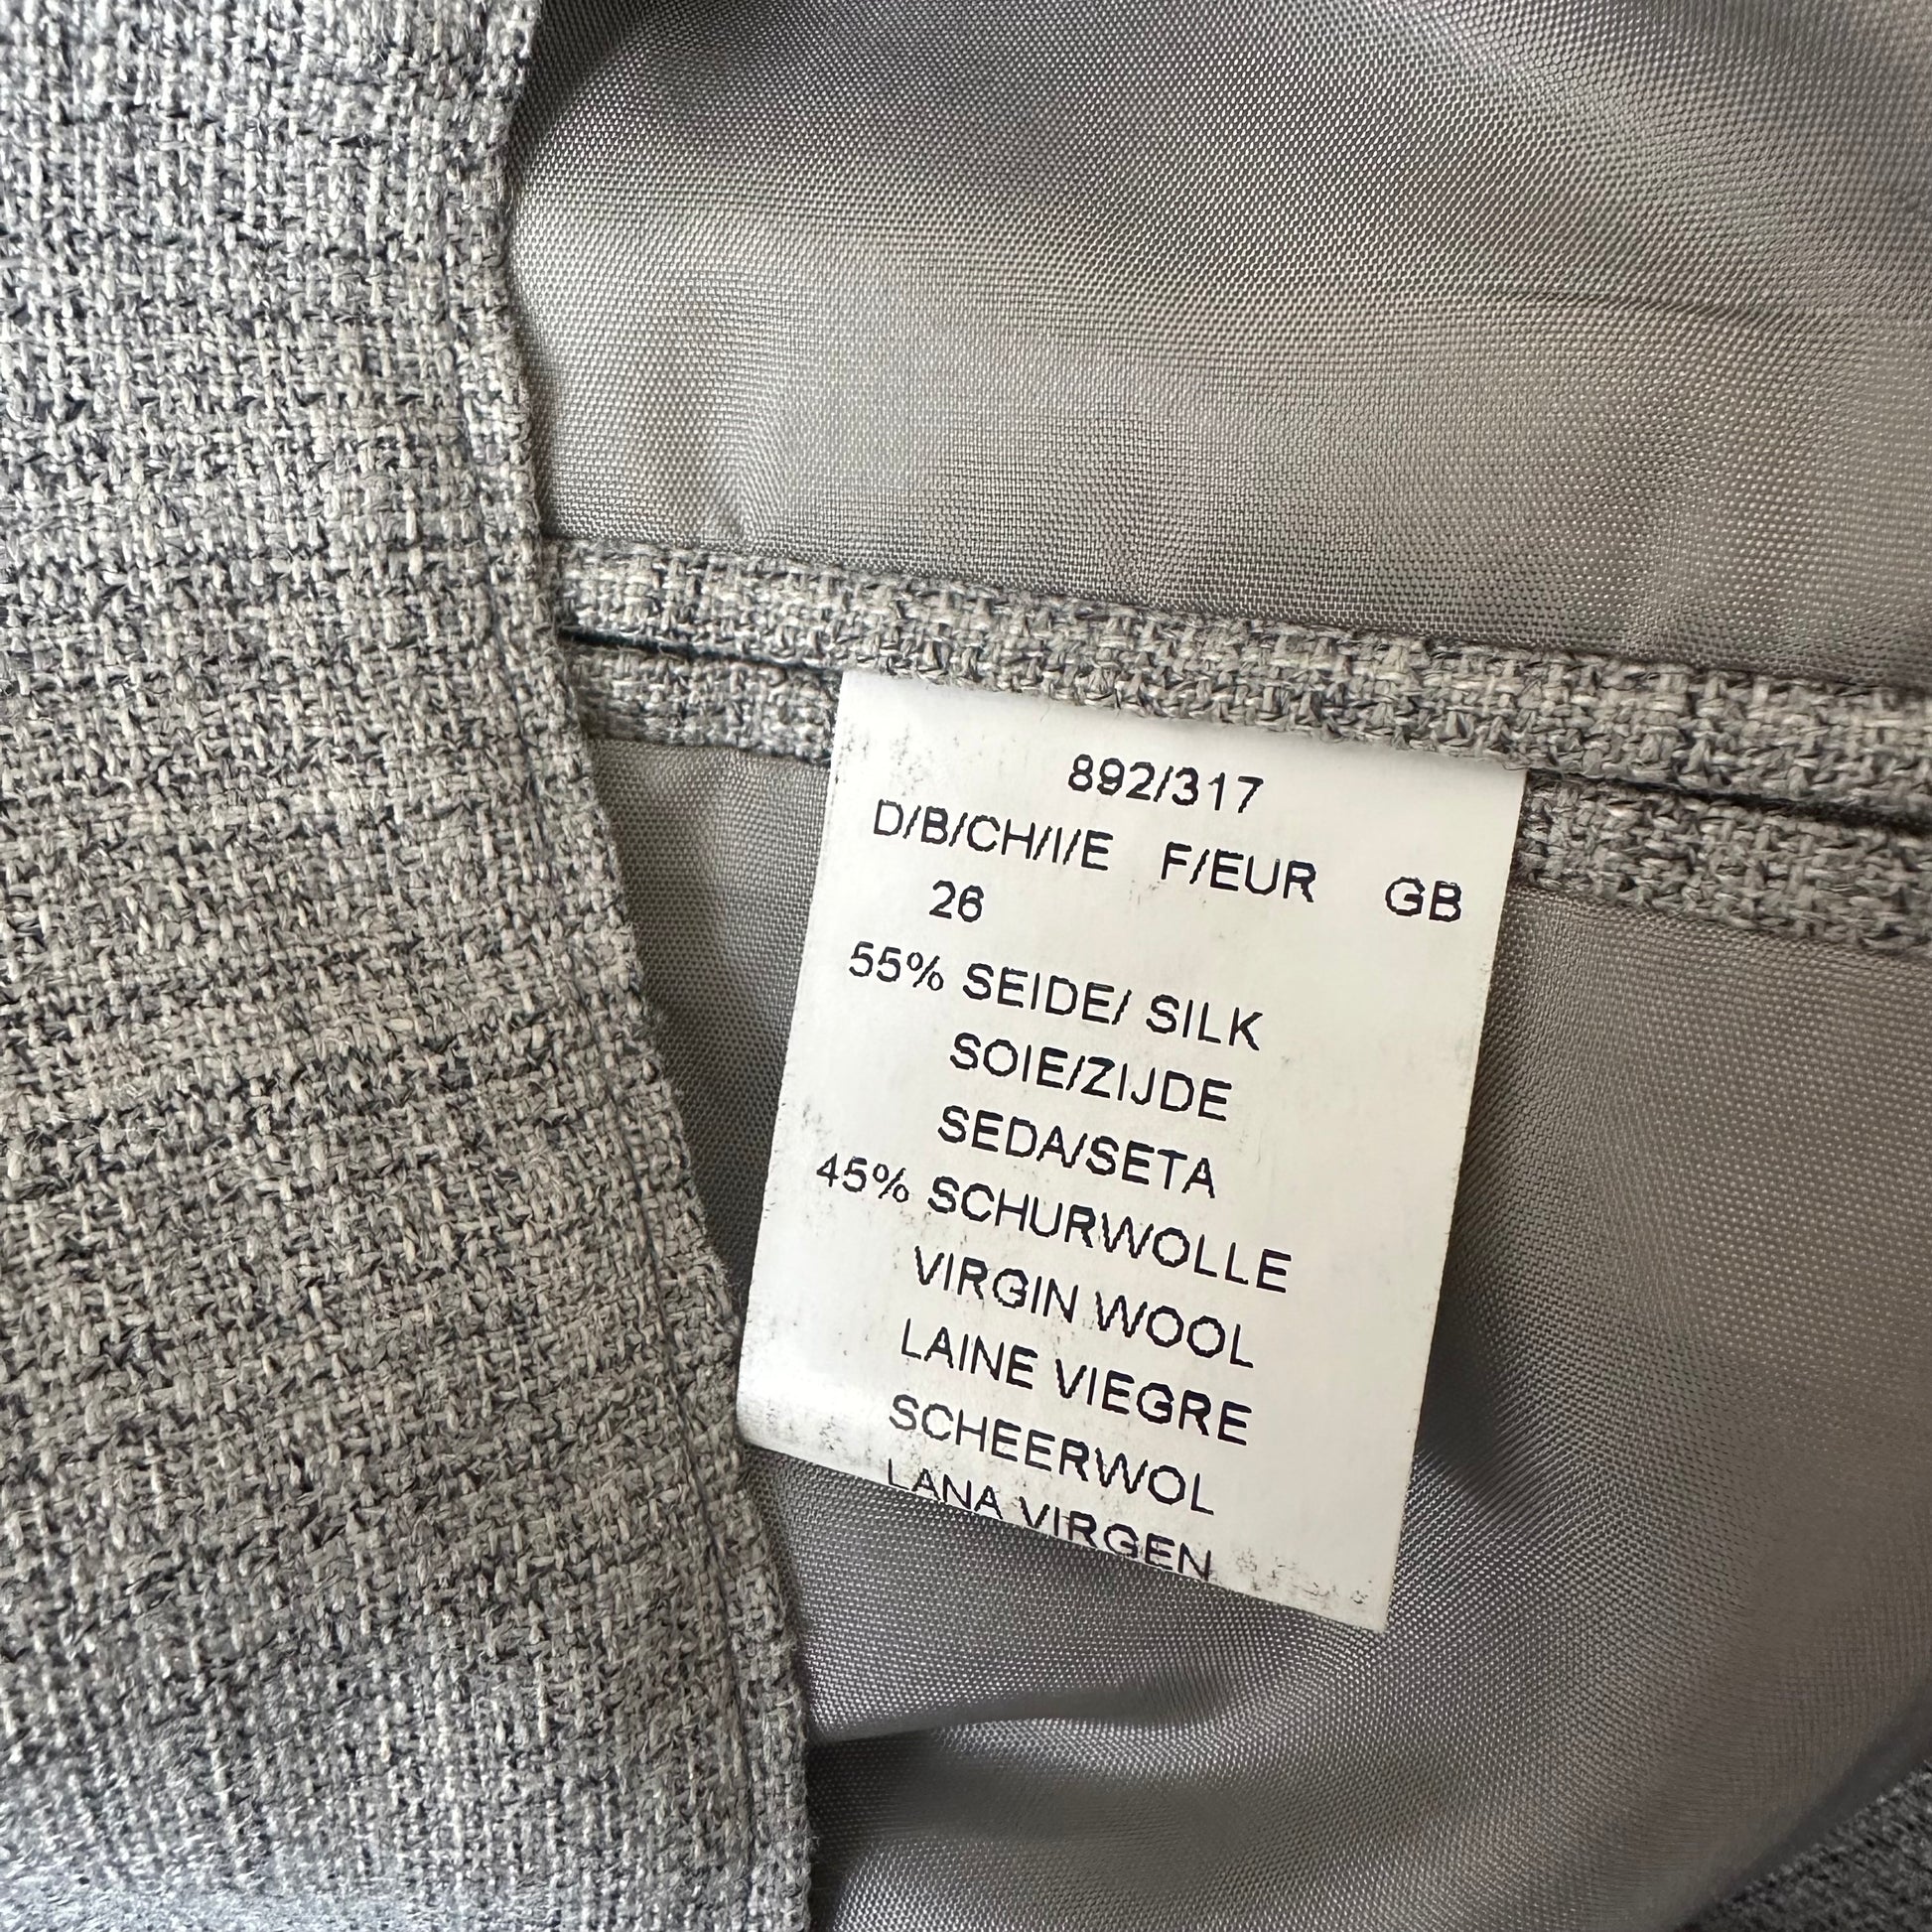 892/317
D/B/CH/I/E F/EUR GB
26
55% SEIDE/ SILK
SOIE/ZIJDE
SEDA/SETA
45% SCHURWOLLE
VIRGIN WOOL
LAINE VIEGRE
SCHEERWOL
LANA VIRGEN